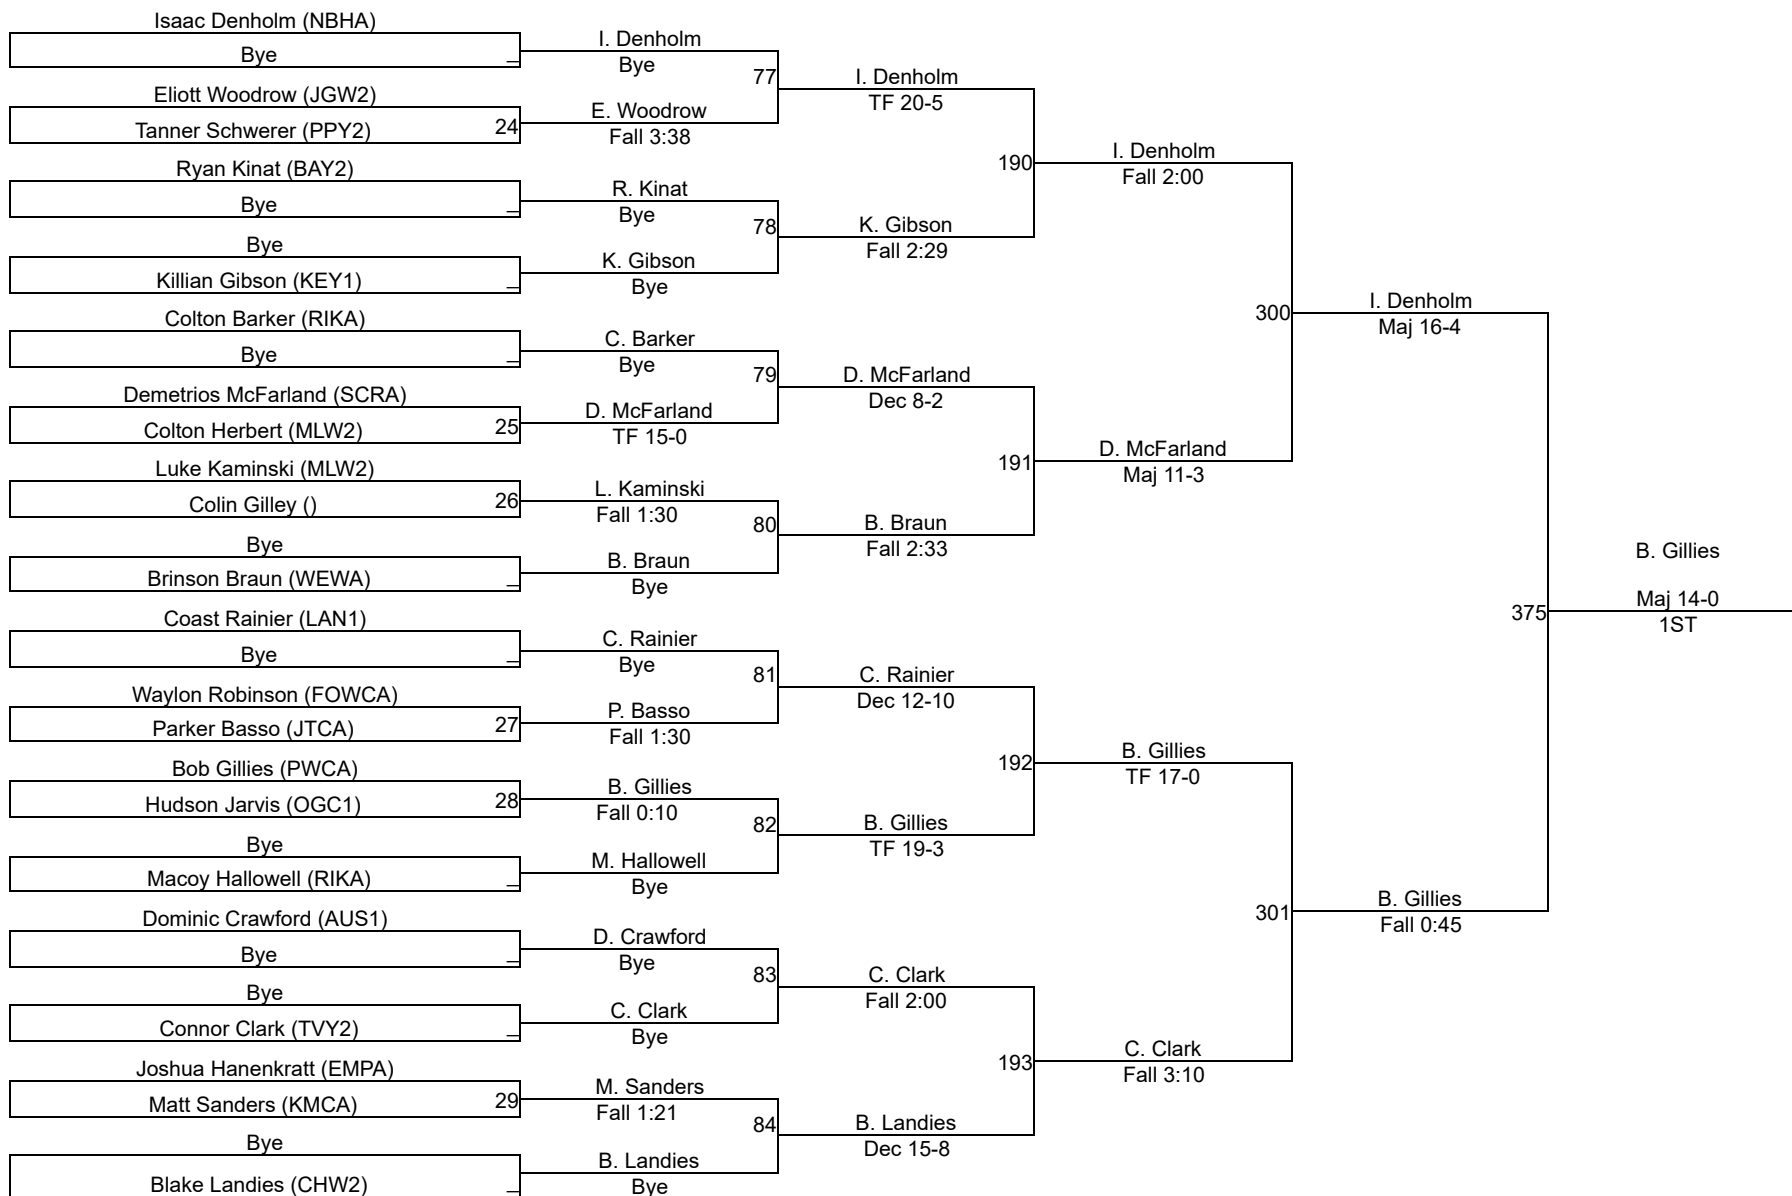 Isaac Denholm (NBHA)
Bye
_
Eliott Woodrow (JGW2)
Tanner Schwerer (PPY2)
24
Ryan Kinat (BAY2)
Bye
_
Bye
Killian Gibson (KEY1)
_
Colton Barker (RIKA)
Bye
_
Demetrios McFarland (SCRA)
Colton Herbert (MLW2)
25
Luke Kaminski (MLW2)
Colin Gilley ()
26
Bye
Brinson Braun (WEWA)
_
Coast Rainier (LAN1)
Bye
_
Waylon Robinson (FOWCA)
Parker Basso (JTCA)
27
Bob Gillies (PWCA)
Hudson Jarvis (OGC1)
28
Bye
Macoy Hallowell (RIKA)
_
Dominic Crawford (AUS1)
Bye
_
Bye
Connor Clark (TVY2)
_
Joshua Hanenkratt (EMPA)
Matt Sanders (KMCA)
29
Bye
Blake Landies (CHW2)
_
I. Denholm
Bye
77
E. Woodrow
Fall 3:38
R. Kinat
Bye
78
K. Gibson
Bye
C. Barker
Bye
79
D. McFarland
TF 15-0
L. Kaminski
Fall 1:30
80
B. Braun
Bye
C. Rainier
Bye
81
P. Basso
Fall 1:30
B. Gillies
Fall 0:10
82
M. Hallowell
Bye
D. Crawford
Bye
83
C. Clark
Bye
M. Sanders
Fall 1:21
84
B. Landies
Bye
I. Denholm
TF 20-5
190
K. Gibson
Fall 2:29
D. McFarland
Dec 8-2
191
B. Braun
Fall 2:33
C. Rainier
Dec 12-10
192
B. Gillies
TF 19-3
C. Clark
Fall 2:00
193
B. Landies
Dec 15-8
I. Denholm
Fall 2:00
300
D. McFarland
Maj 11-3
B. Gillies
TF 17-0
301
C. Clark
Fall 3:10
I. Denholm
Maj 16-4
375
B. Gillies
Fall 0:45
B. Gillies
Maj 14-0
1ST